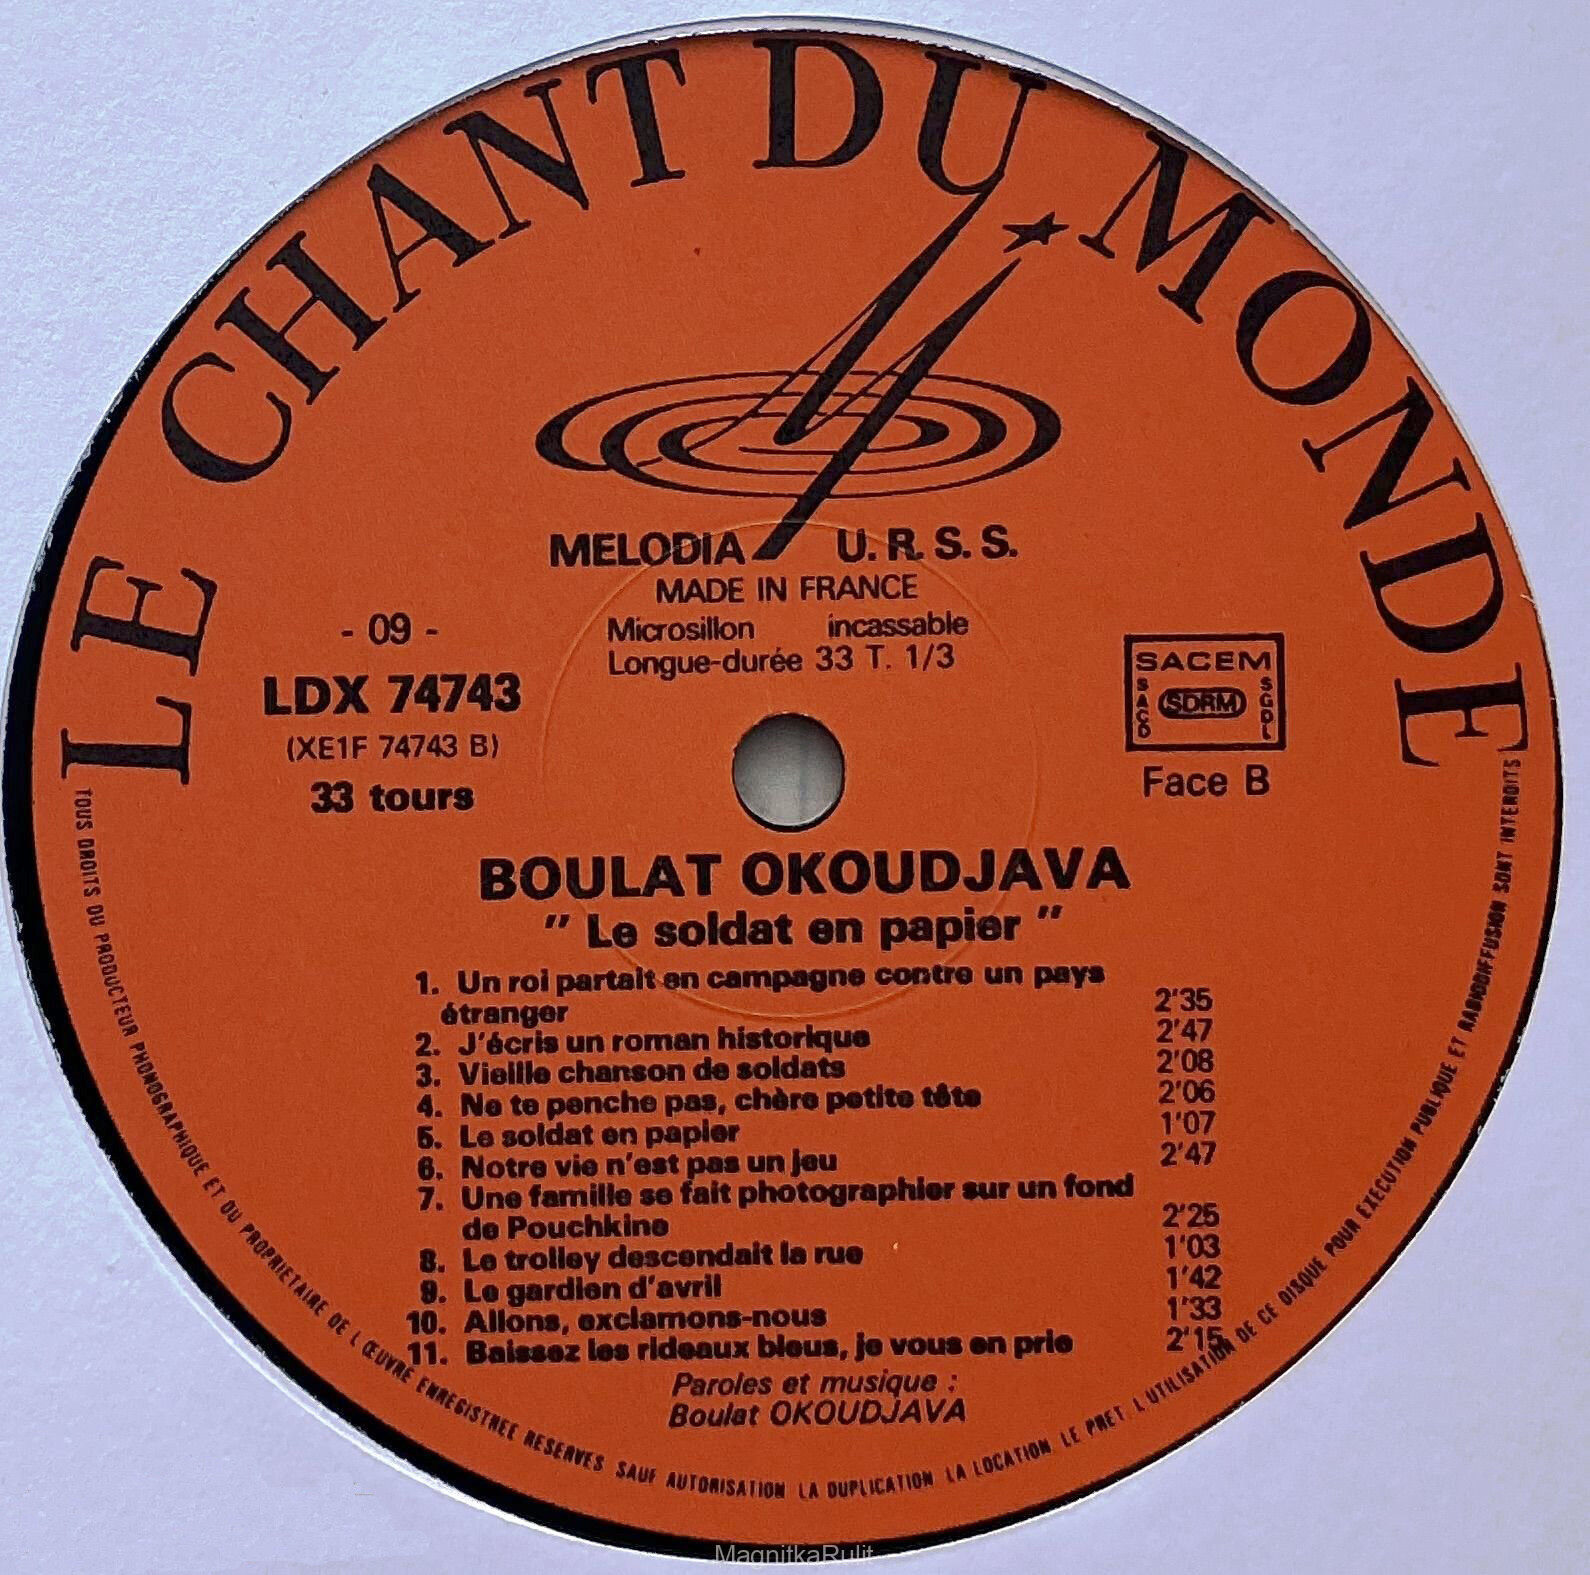 LE CHANT DU MONDE
MELODIA U. R. S. S.
MADE IN FRANCE
Microsillon incassable
Longue-durée 33 T. 1/3
- 09 -
LDX 74743
(XE1F 74743 B)
33 tours
SACEM
SACD SDRM SGDL
Face B
BOULAT OKOUDJAVA
" Le soldat en papier "
1. Un roi partait en campagne contre un pays
étranger 2'35
2. J'écris un roman historique 2'47
3. Vieille chanson de soldats 2'08
4. Ne te penche pas, chère petite tête 2'06
5. Le soldat en papier 1'07
6. Notre vie n'est pas un jeu 2'47
7. Une famille se fait photographier sur un fond
de Pouchkine 2'25
8. Le trolley descendait la rue 1'03
9. Le gardien d'avril 1'42
10. Allons, exclamons-nous 1'33
11. Baissez les rideaux bleus, je vous en prie 2'15
Paroles et musique :
Boulat OKOUDJAVA
TOUS DROITS DU PRODUCTEUR PHONOGRAPHIQUE ET DU PROPRIETAIRE DE L ŒUVRE ENREGISTREE RESERVES SAUF AUTORISATION LA DUPLICATION LA LOCATION LE PRET L UTILISATION DE CE DISQUE POUR EXECUTION PUBLIQUE ET RADIODIFFUSION SONT INTERDITS
MagnitkaRulit